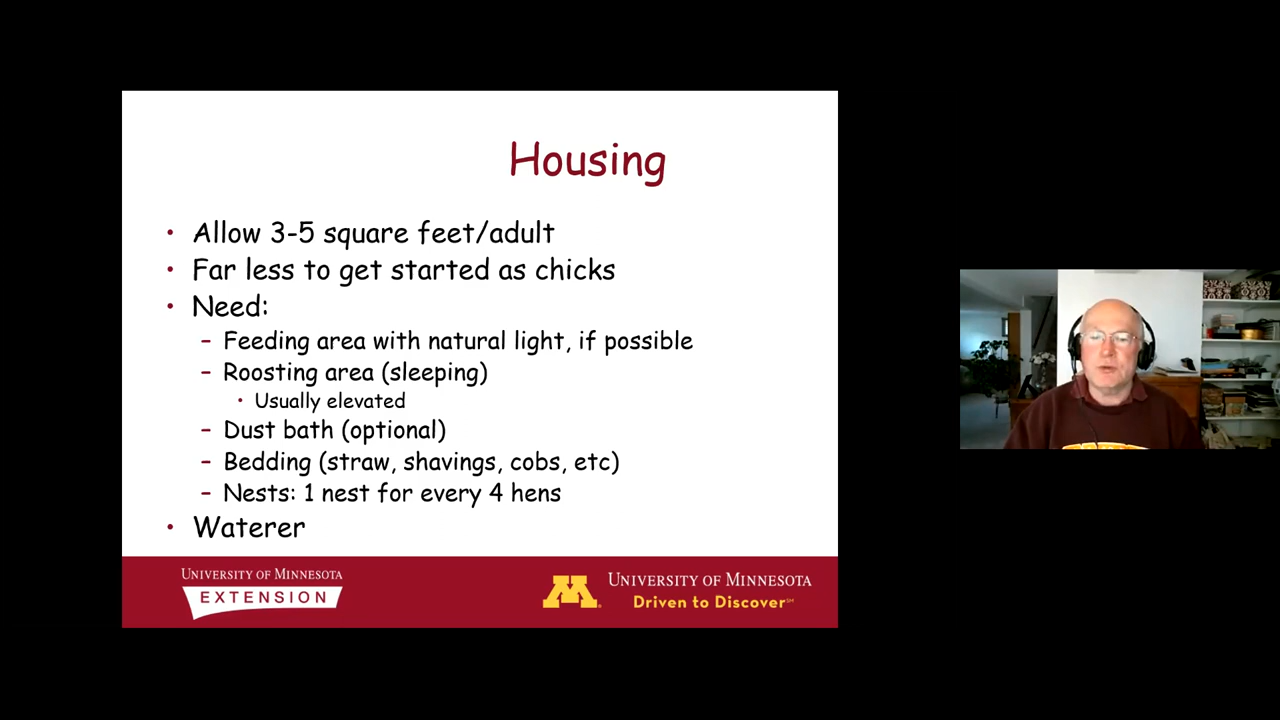 Housing
• Allow 3-5 square feet/adult
• Far less to get started as chicks
• Need:
– Feeding area with natural light, if possible
– Roosting area (sleeping)
• Usually elevated
– Dust bath (optional)
– Bedding (straw, shavings, cobs, etc)
– Nests: 1 nest for every 4 hens
• Waterer
UNIVERSITY OF MINNESOTA
EXTENSION
M
UNIVERSITY OF MINNESOTA
Driven to Discover℠